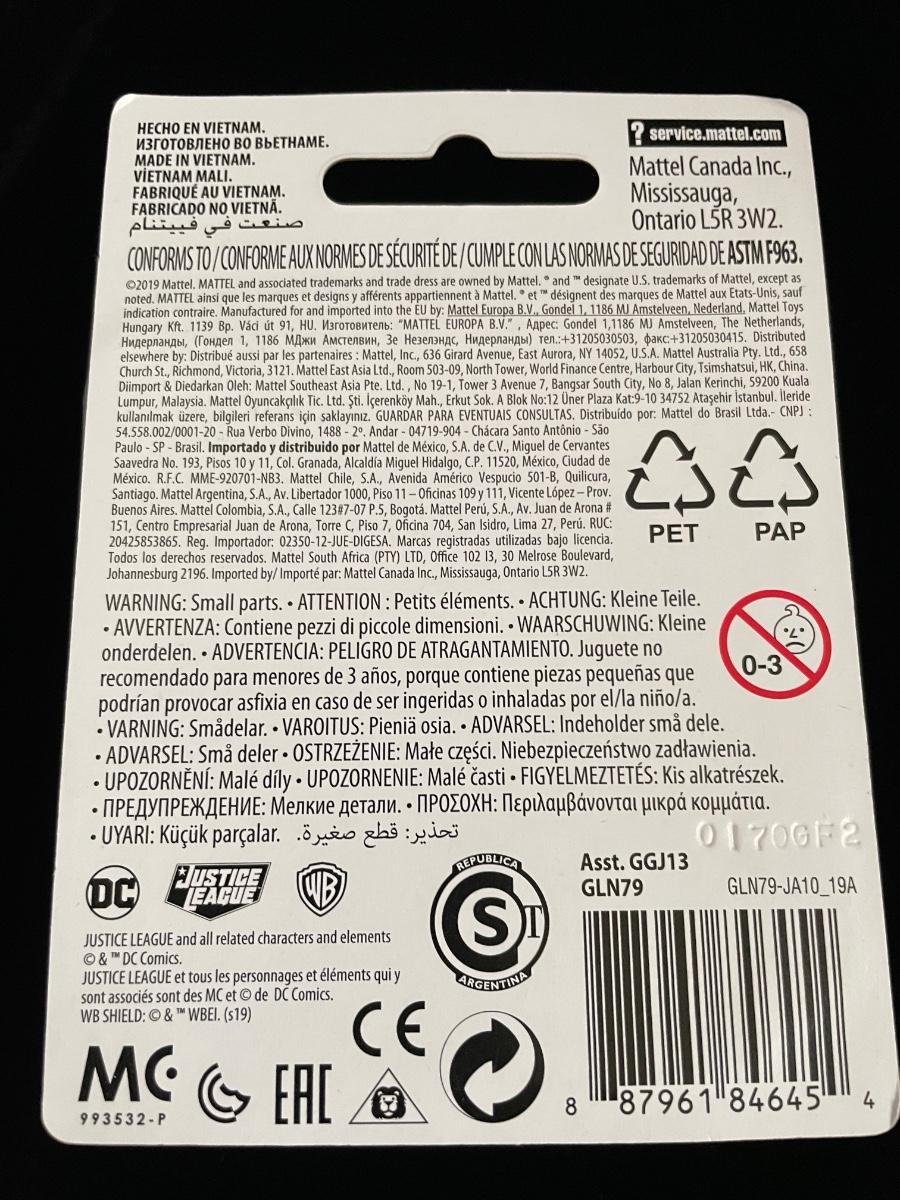 HECHO EN VIETNAM.
ИЗГОТОВЛЕНО ВО ВЬЕТНАМЕ.
MADE IN VIETNAM.
VİETNAM MALI.
FABRIQUÉ AU VIETNAM.
FABRICADO NO VIETNÃ.
صنعت في فييتنام
? service.mattel.com
Mattel Canada Inc.,
Mississauga,
Ontario L5R 3W2.
CONFORMS TO / CONFORME AUX NORMES DE SÉCURITÉ DE / CUMPLE CON LAS NORMAS DE SEGURIDAD DE ASTM F963.
©2019 Mattel. MATTEL and associated trademarks and trade dress are owned by Mattel. ® and ™ designate U.S. trademarks of Mattel, except as
noted. MATTEL ainsi que les marques et designs y afférents appartiennent à Mattel. ® et ™ désignent des marques de Mattel aux Etats-Unis, sauf
indication contraire. Manufactured for and imported into the EU by: Mattel Europa B.V., Gondel 1, 1186 MJ Amstelveen, Nederland. Mattel Toys
Hungary Kft. 1139 Bp. Váci út 91, HU. Изготовитель: "MATTEL EUROPA B.V." , Адрес: Gondel 1,1186 MJ Amstelveen, The Netherlands,
Нидерланды, (Гондел 1, 1186 МДжи Амстелвин, Зе Незелэндс, Нидерланды) тел.:+31205030503, факс:+31205030415. Distributed
elsewhere by: Distribué aussi par les partenaires : Mattel, Inc., 636 Girard Avenue, East Aurora, NY 14052, U.S.A. Mattel Australia Pty. Ltd., 658
Church St., Richmond, Victoria, 3121. Mattel East Asia Ltd., Room 503-09, North Tower, World Finance Centre, Harbour City, Tsimshatsui, HK, China.
Diimport & Diedarkan Oleh: Mattel Southeast Asia Pte. Ltd. , No 19-1, Tower 3 Avenue 7, Bangsar South City, No 8, Jalan Kerinchi, 59200 Kuala
Lumpur, Malaysia. Mattel Oyuncakçılık Tic. Ltd. Şti. İçerenköy Mah., Erkut Sok. A Blok No:12 Üner Plaza Kat:9-10 34752 Ataşehir İstanbul. İleride
kullanılmak üzere, bilgileri referans için saklayınız. GUARDAR PARA EVENTUAIS CONSULTAS. Distribuído por: Mattel do Brasil Ltda.- CNPJ :
54.558.002/0001-20 - Rua Verbo Divino, 1488 - 2º. Andar - 04719-904 - Chácara Santo Antônio - São
Paulo - SP - Brasil. Importado y distribuido por Mattel de México, S.A. de C.V., Miguel de Cervantes
Saavedra No. 193, Pisos 10 y 11, Col. Granada, Alcaldía Miguel Hidalgo, C.P. 11520, México, Ciudad de
México. R.F.C. MME-920701-NB3. Mattel Chile, S.A., Avenida Américo Vespucio 501-B, Quilicura,
Santiago. Mattel Argentina, S.A., Av. Libertador 1000, Piso 11 – Oficinas 109 y 111, Vicente López – Prov.
Buenos Aires. Mattel Colombia, S.A., Calle 123#7-07 P.5, Bogotá. Mattel Perú, S.A., Av. Juan de Arona #
151, Centro Empresarial Juan de Arona, Torre C, Piso 7, Oficina 704, San Isidro, Lima 27, Perú. RUC:
20425853865. Reg. Importador: 02350-12-JUE-DIGESA. Marcas registradas utilizadas bajo licencia.
Todos los derechos reservados. Mattel South Africa (PTY) LTD, Office 102 I3, 30 Melrose Boulevard,
Johannesburg 2196. Imported by/ Importé par: Mattel Canada Inc., Mississauga, Ontario L5R 3W2.
PET
PAP
WARNING: Small parts. • ATTENTION : Petits éléments. • ACHTUNG: Kleine Teile.
• AVVERTENZA: Contiene pezzi di piccole dimensioni. • WAARSCHUWING: Kleine
onderdelen. • ADVERTENCIA: PELIGRO DE ATRAGANTAMIENTO. Juguete no
recomendado para menores de 3 años, porque contiene piezas pequeñas que
podrían provocar asfixia en caso de ser ingeridas o inhaladas por el/la niño/a.
• VARNING: Smådelar. • VAROITUS: Pieniä osia. • ADVARSEL: Indeholder små dele.
• ADVARSEL: Små deler • OSTRZEŻENIE: Małe części. Niebezpieczeństwo zadławienia.
• UPOZORNĚNÍ: Malé díly • UPOZORNENIE: Malé časti • FIGYELMEZTETÉS: Kis alkatrészek.
• ПРЕДУПРЕЖДЕНИЕ: Мелкие детали. • ΠΡΟΣΟΧΗ: Περιλαμβάνονται μικρά κομμάτια.
• UYARI: Küçük parçalar. تحذير: قطع صغيرة.
0-3
0170GF2
DC
JUSTICE LEAGUE
WB
REPUBLICA
S T
ARGENTINA
Asst. GGJ13
GLN79
GLN79-JA10_19A
JUSTICE LEAGUE and all related characters and elements
© & ™ DC Comics.
JUSTICE LEAGUE et tous les personnages et éléments qui y
sont associés sont des MC et © de DC Comics.
WB SHIELD: © & ™ WBEI. (s19)
CE
MC
993532-P
EAC
8 87961 84645 4